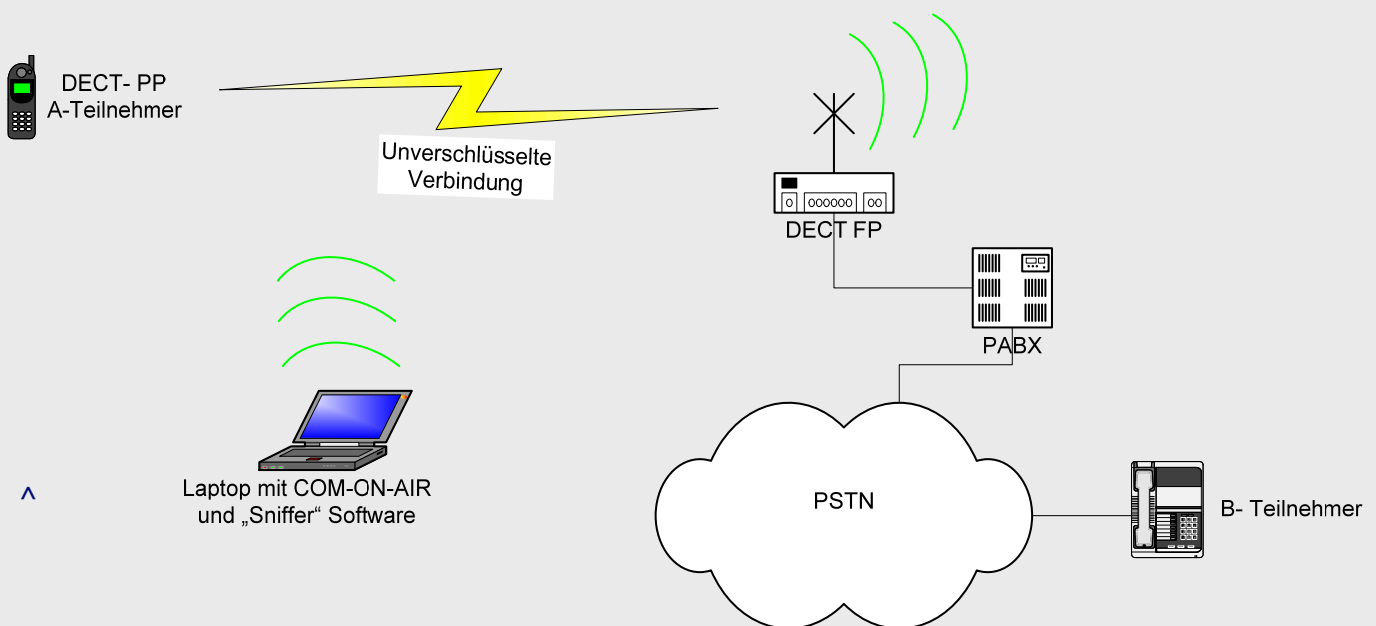 DECT- PP
A-Teilnehmer
Unverschlüsselte
Verbindung
DECT FP
PABX
Laptop mit COM-ON-AIR
und „Sniffer“ Software
^
PSTN
B- Teilnehmer